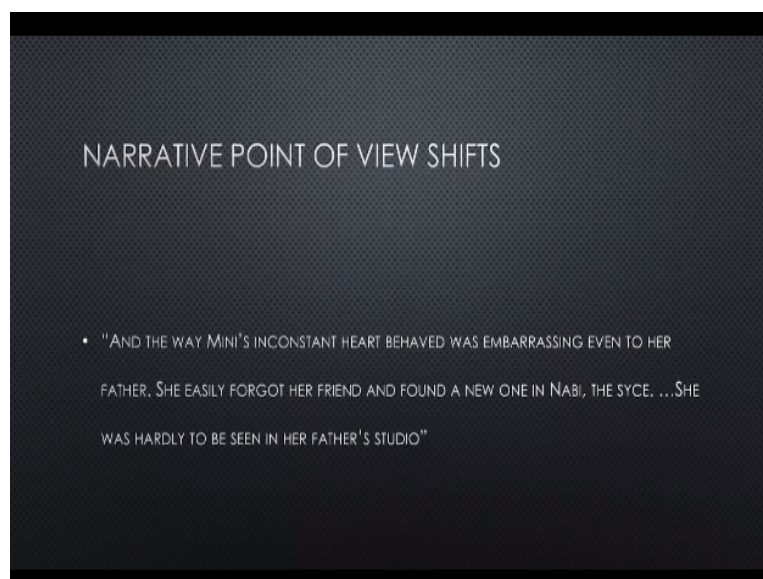 NARRATIVE POINT OF VIEW SHIFTS
• "AND THE WAY MINI'S INCONSTANT HEART BEHAVED WAS EMBARRASSING EVEN TO HER
FATHER. SHE EASILY FORGOT HER FRIEND AND FOUND A NEW ONE IN NABI, THE SYCE. ...SHE
WAS HARDLY TO BE SEEN IN HER FATHER'S STUDIO"